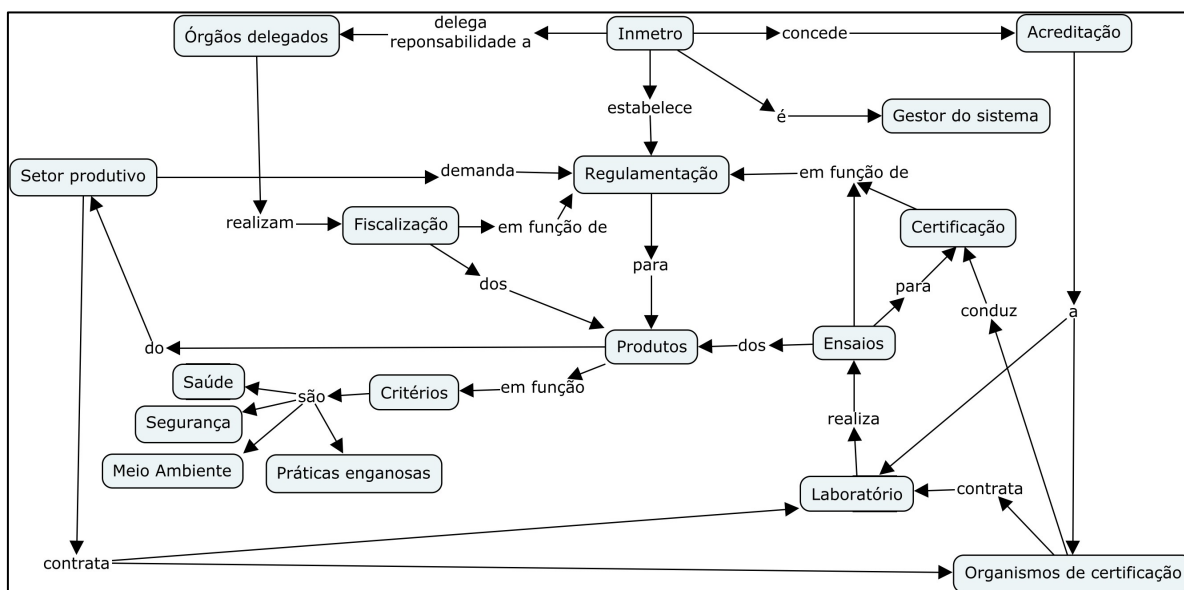 Órgãos delegados
delega
reponsabilidade a
Inmetro
concede
Acreditação
estabelece
é
Gestor do sistema
Setor produtivo
demanda
Regulamentação
em função de
realizam
Fiscalização
em função de
Certificação
dos
para
para
conduz
a
do
Produtos
dos
Ensaios
Saúde
são
Critérios
em função
Segurança
realiza
Meio Ambiente
Práticas enganosas
Laboratório
contrata
contrata
Organismos de certificação